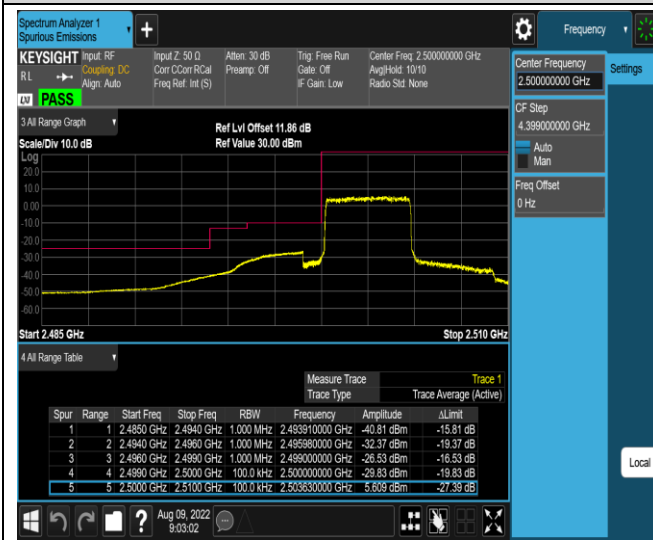 Spectrum Analyzer 1
Spurious Emissions
Frequency
KEYSIGHT Input: RF Input Z: 50 Ω Atten: 30 dB Trig: Free Run Center Freq: 2.500000000 GHz
RL Coupling: DC Corr CCorr RCal Preamp: Off Gate: Off Avg|Hold: 10/10
Align: Auto Freq Ref: Int (S) IF Gain: Low Radio Std: None
LXI PASS
Center Frequency
2.500000000 GHz
Settings
CF Step
4.399000000 GHz
Auto
Man
Freq Offset
0 Hz
3 All Range Graph
Ref Lvl Offset 11.86 dB
Scale/Div 10.0 dB Ref Value 30.00 dBm
Log
20.0
10.0
0.00
-10.0
-20.0
-30.0
-40.0
-50.0
-60.0
Start 2.485 GHz Stop 2.510 GHz
4 All Range Table
Measure Trace Trace 1
Trace Type Trace Average (Active)
Spur Range Start Freq Stop Freq RBW Frequency Amplitude ΔLimit
1 1 2.4850 GHz 2.4940 GHz 1.000 MHz 2.493910000 GHz -40.81 dBm -15.81 dB
2 2 2.4940 GHz 2.4960 GHz 1.000 MHz 2.495980000 GHz -32.37 dBm -19.37 dB
3 3 2.4960 GHz 2.4990 GHz 1.000 MHz 2.499000000 GHz -26.53 dBm -16.53 dB
4 4 2.4990 GHz 2.5000 GHz 100.0 kHz 2.500000000 GHz -29.83 dBm -19.83 dB
5 5 2.5000 GHz 2.5100 GHz 100.0 kHz 2.503630000 GHz 5.609 dBm -27.39 dB
Local
Aug 09, 2022
9:03:02